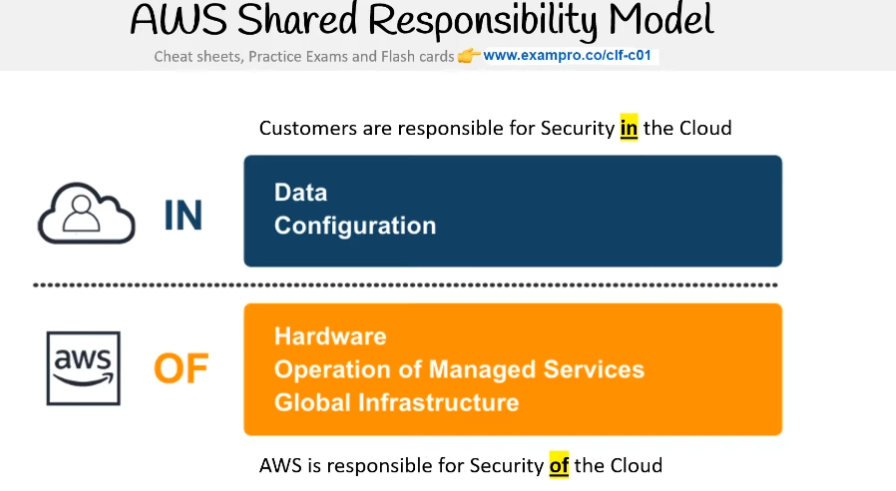 AWS Shared Responsibility Model
Cheat sheets, Practice Exams and Flash cards 👉 www.exampro.co/clf-c01
Customers are responsible for Security in the Cloud
IN
Data
Configuration
aws
OF
Hardware
Operation of Managed Services
Global Infrastructure
AWS is responsible for Security of the Cloud